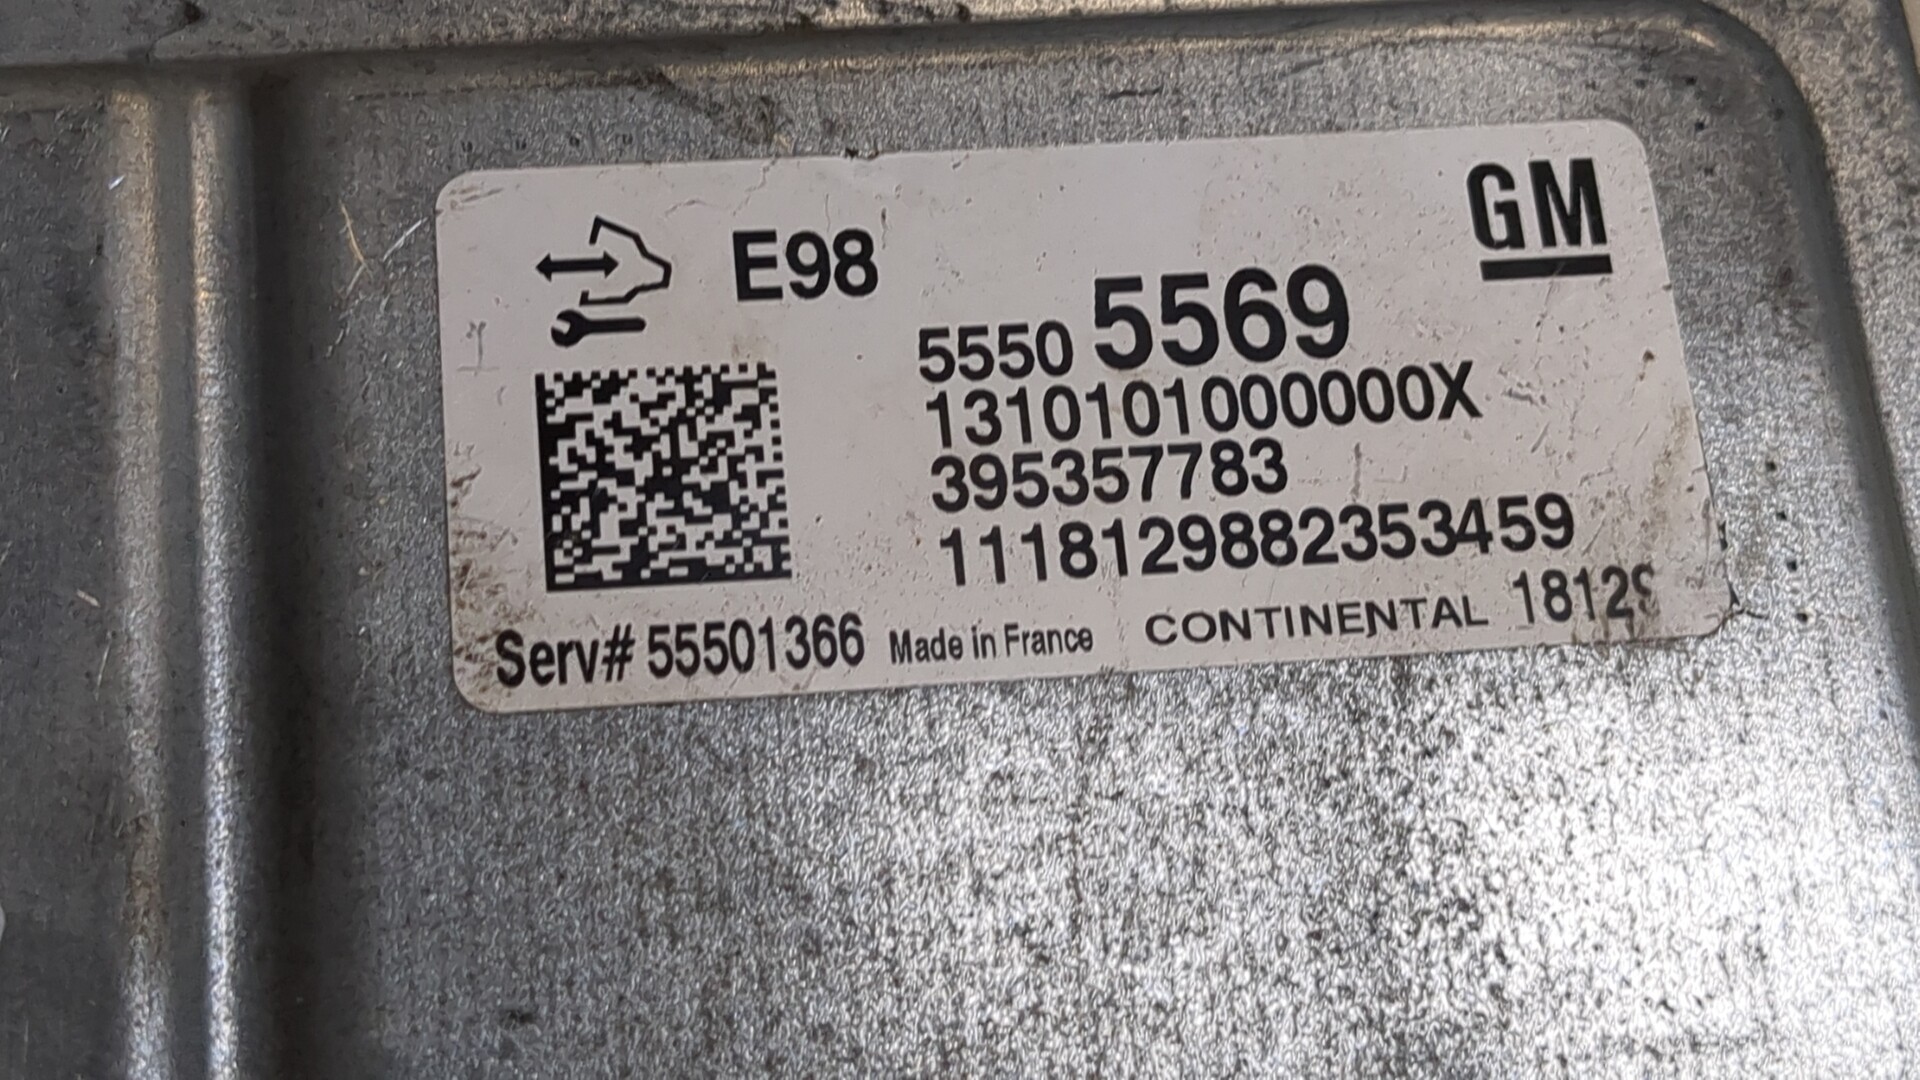 GM
E98
5550 5569
1310101000000X
395357783
1118129882353459
Serv# 55501366 Made in France CONTINENTAL